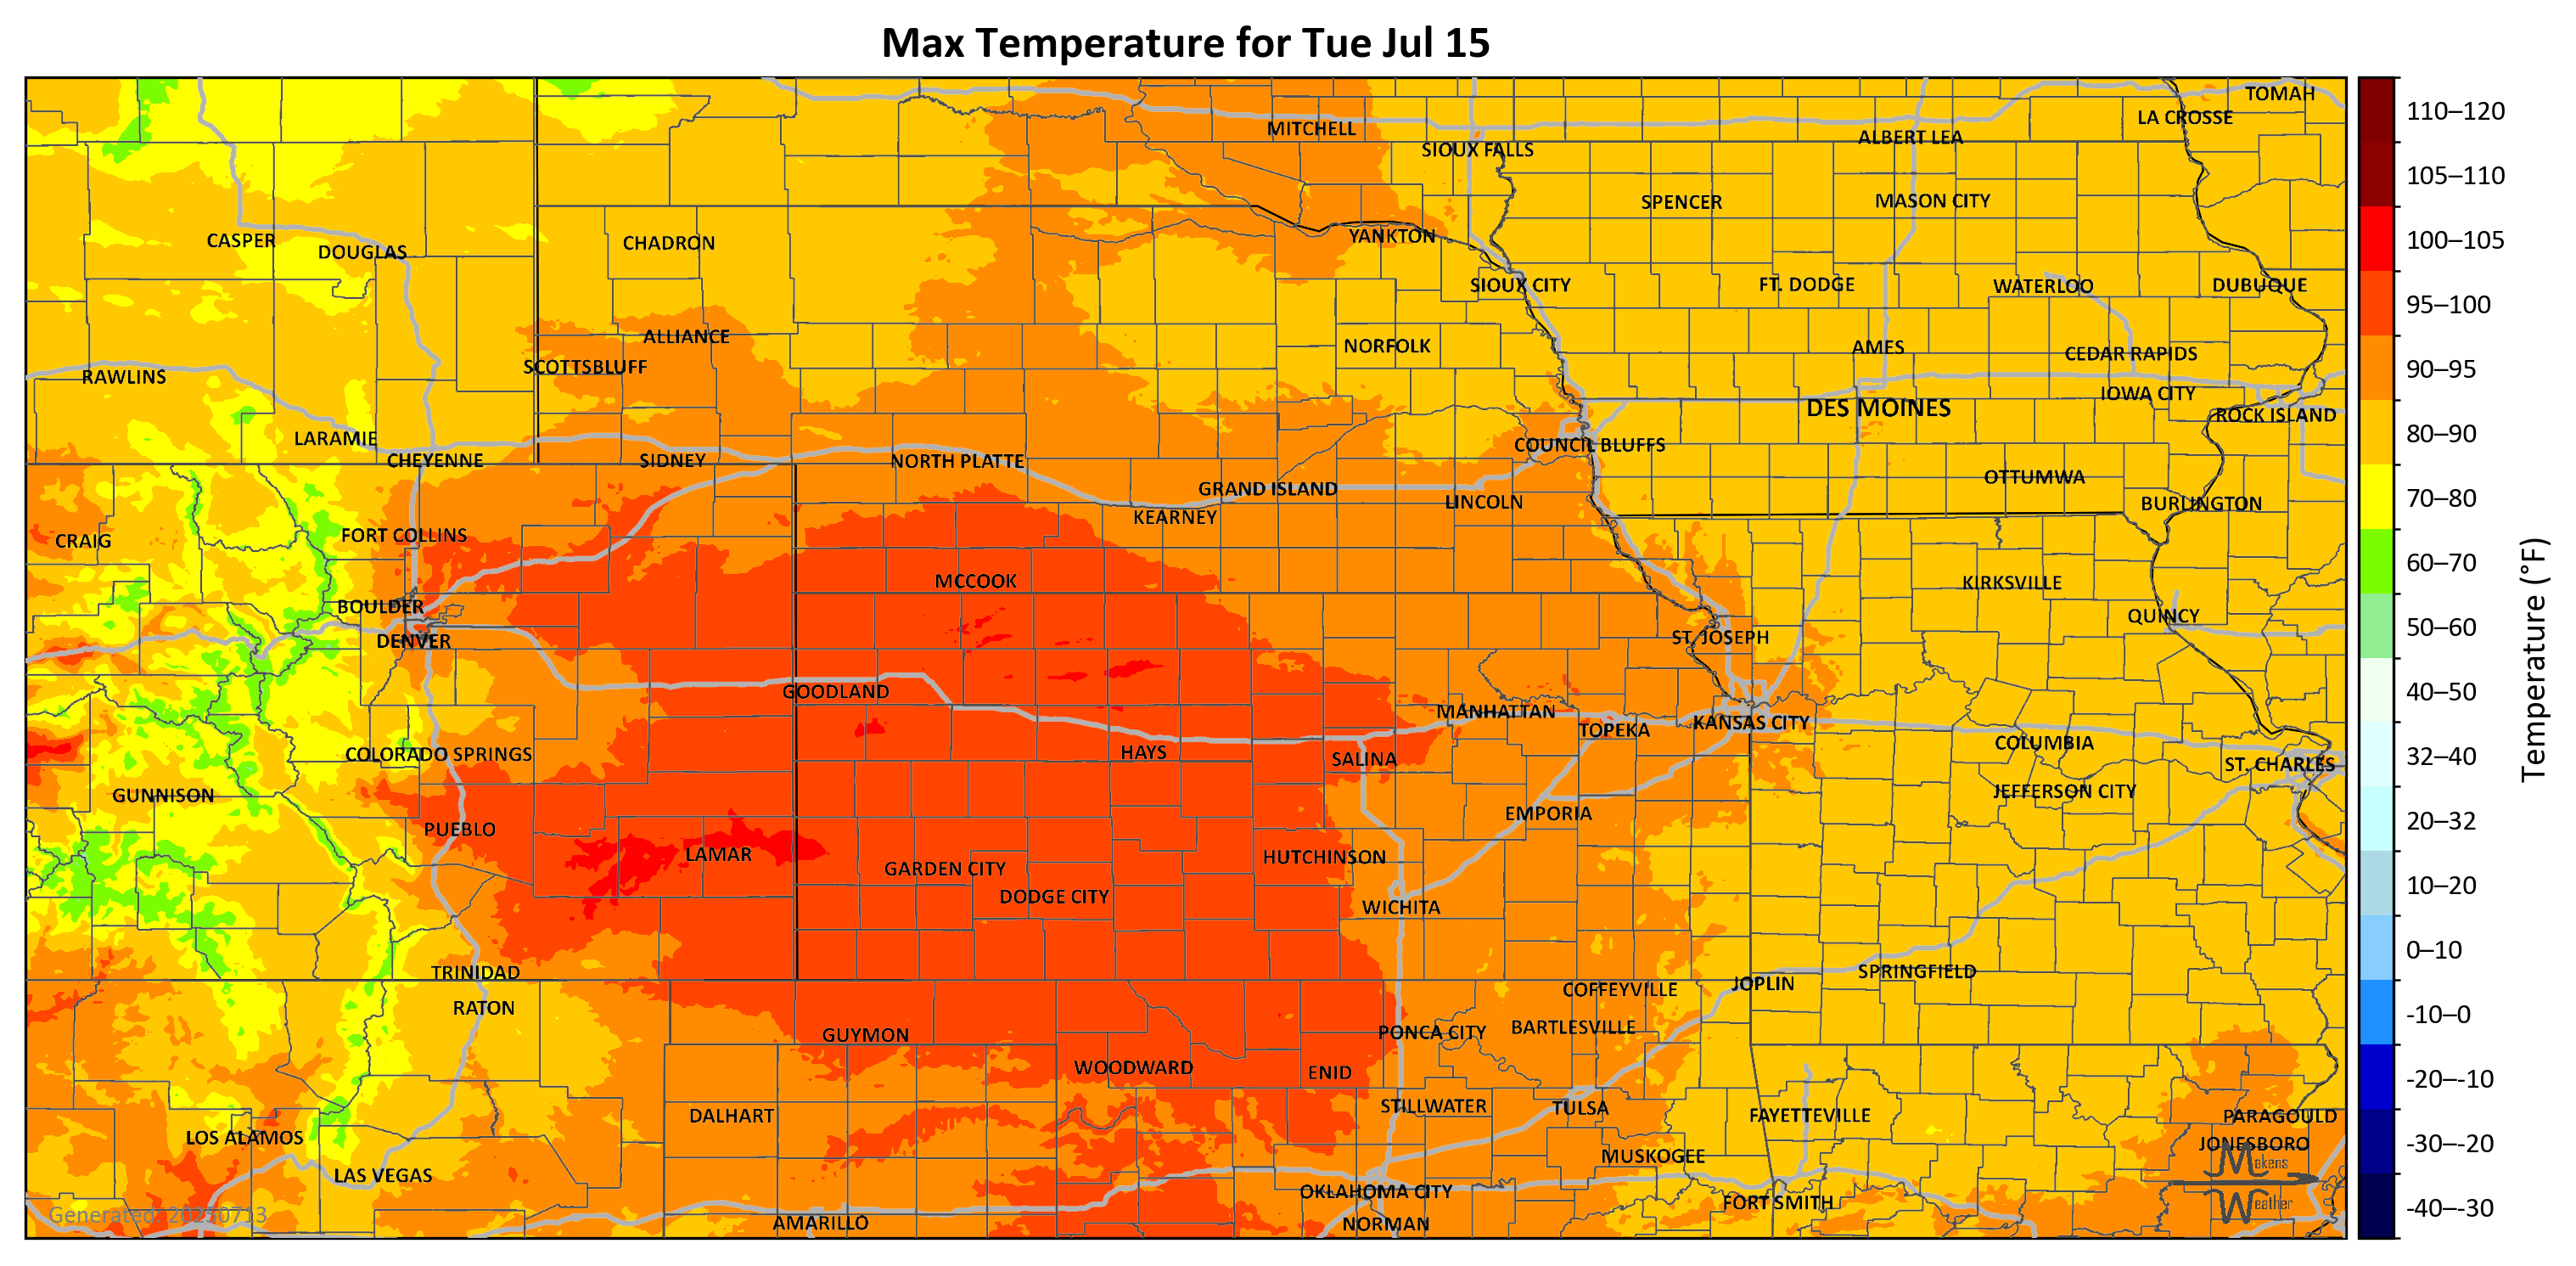 Max Temperature for Tue Jul 15
TOMAH
LA CROSSE
MITCHELL
ALBERT LEA
SIOUX FALLS
SPENCER
MASON CITY
CASPER
DOUGLAS
CHADRON
YANKTON
SIOUX CITY
FT. DODGE
WATERLOO
DUBUQUE
ALLIANCE
NORFOLK
AMES
CEDAR RAPIDS
SCOTTSBLUFF
RAWLINS
IOWA CITY
DES MOINES
ROCK ISLAND
LARAMIE
COUNCIL BLUFFS
CHEYENNE
SIDNEY
NORTH PLATTE
OTTUMWA
GRAND ISLAND
LINCOLN
BURLINGTON
KEARNEY
CRAIG
FORT COLLINS
MCCOOK
KIRKSVILLE
BOULDER
QUINCY
DENVER
ST. JOSEPH
GOODLAND
MANHATTAN
TOPEKA
KANSAS CITY
COLUMBIA
COLORADO SPRINGS
HAYS
SALINA
ST. CHARLES
GUNNISON
JEFFERSON CITY
EMPORIA
PUEBLO
LAMAR
HUTCHINSON
GARDEN CITY
DODGE CITY
WICHITA
TRINIDAD
SPRINGFIELD
JOPLIN
COFFEYVILLE
RATON
GUYMON
PONCA CITY
BARTLESVILLE
WOODWARD
ENID
STILLWATER
TULSA
DALHART
FAYETTEVILLE
PARAGOULD
LOS ALAMOS
JONESBORO
MUSKOGEE
LAS VEGAS
OKLAHOMA CITY
FORT SMITH
AMARILLO
NORMAN
Generated: 20250713
Makens
Weather
110–120
105–110
100–105
95–100
90–95
80–90
70–80
60–70
50–60
40–50
32–40
20–32
10–20
0–10
-10–0
-20–-10
-30–-20
-40–-30
Temperature (°F)